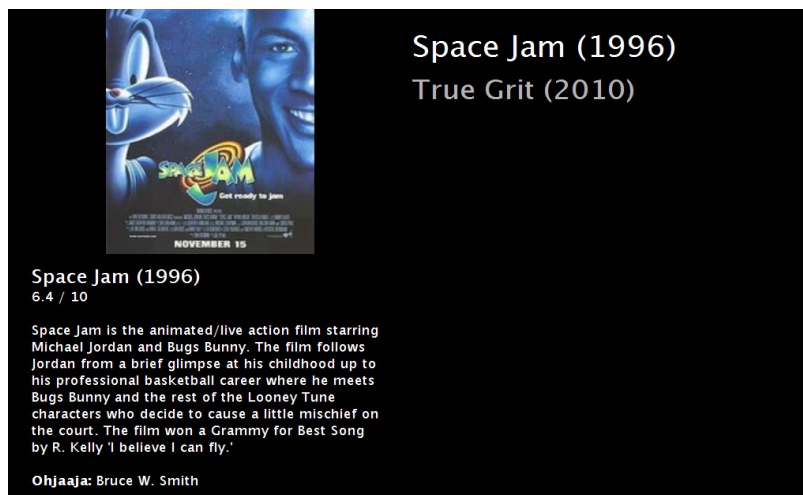 SPACE JAM
Get ready to jam
NOVEMBER 15
Space Jam (1996)
6.4 / 10
Space Jam is the animated/live action film starring
Michael Jordan and Bugs Bunny. The film follows
Jordan from a brief glimpse at his childhood up to
his professional basketball career where he meets
Bugs Bunny and the rest of the Looney Tune
characters who decide to cause a little mischief on
the court. The film won a Grammy for Best Song
by R. Kelly 'I believe I can fly.'
Ohjaaja: Bruce W. Smith
Space Jam (1996)
True Grit (2010)